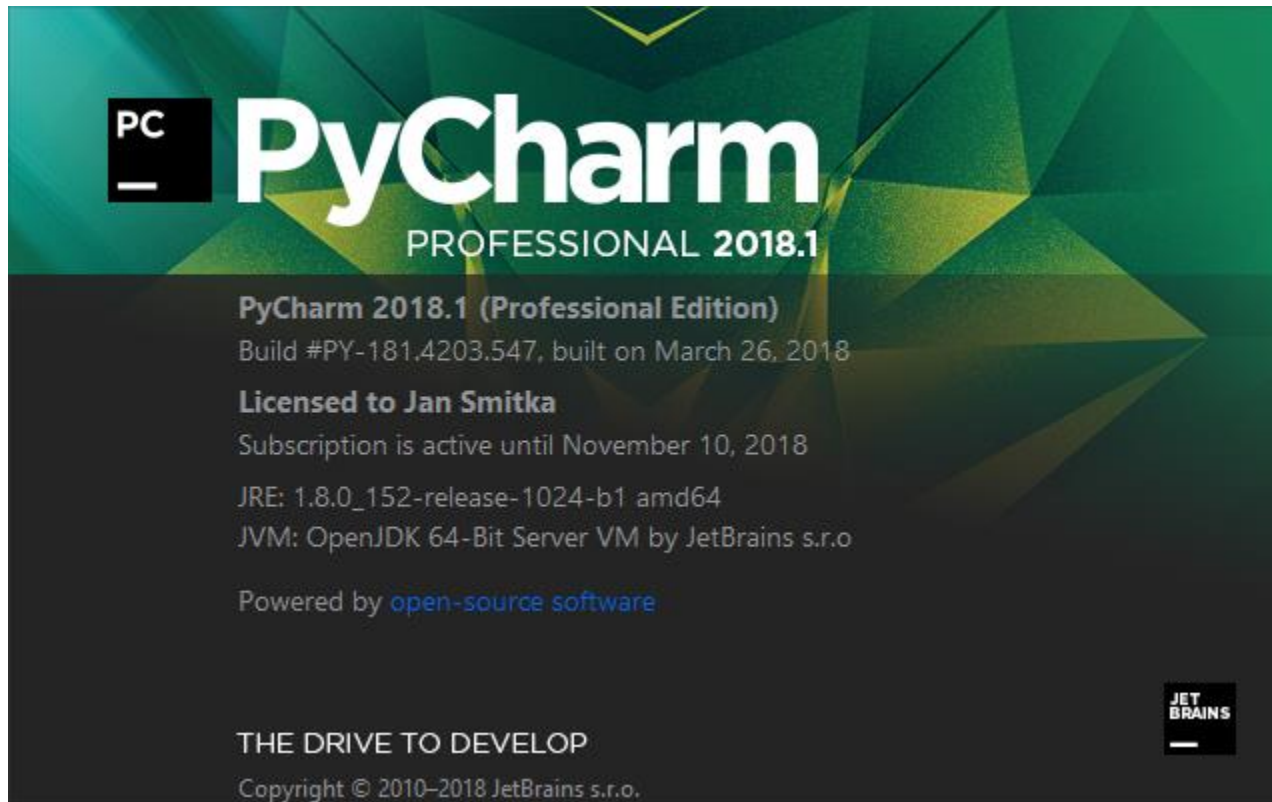 PC
PyCharm
PROFESSIONAL 2018.1
PyCharm 2018.1 (Professional Edition)
Build #PY-181.4203.547, built on March 26, 2018
Licensed to Jan Smitka
Subscription is active until November 10, 2018
JRE: 1.8.0_152-release-1024-b1 amd64
JVM: OpenJDK 64-Bit Server VM by JetBrains s.r.o
Powered by open-source software
JET
BRAINS
THE DRIVE TO DEVELOP
Copyright © 2010–2018 JetBrains s.r.o.